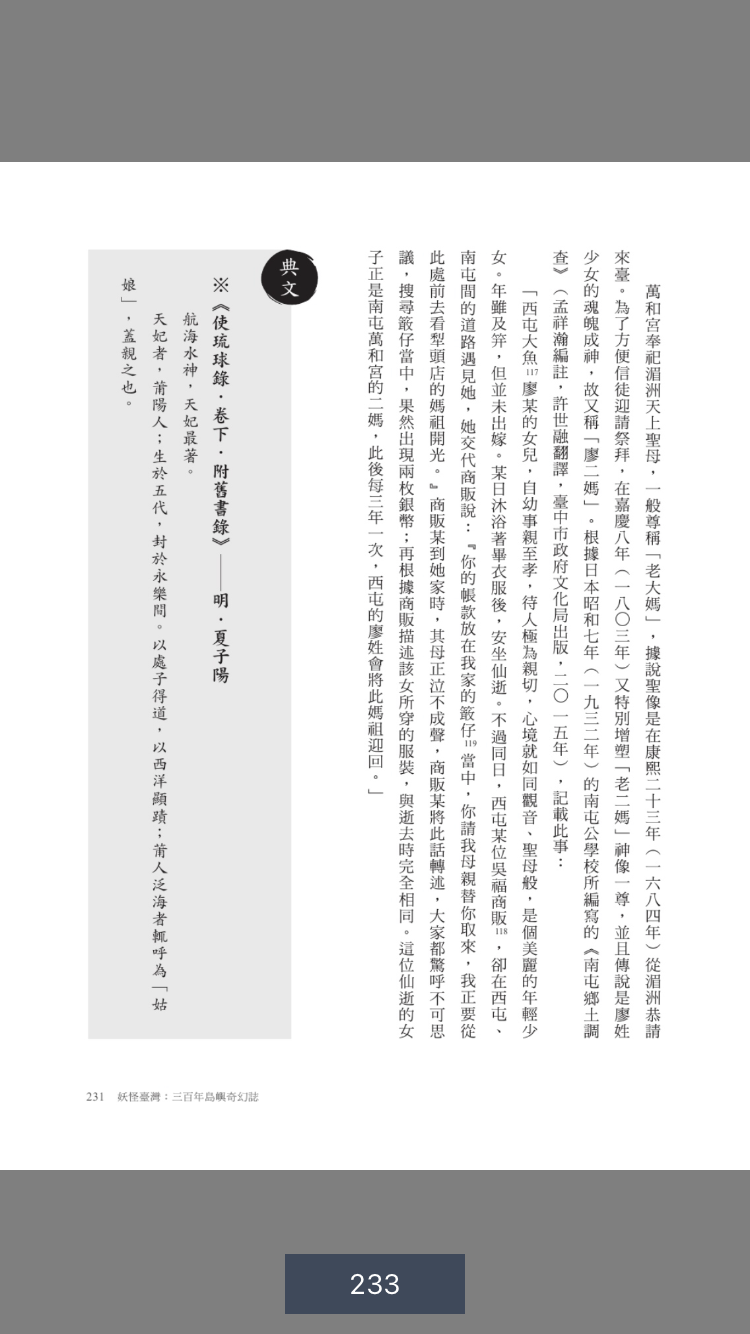 萬和宮奉祀湄洲天上聖母，一般尊稱「老大媽」，據說聖像是在康熙二十三年（一六八四年）從湄洲恭請
來臺。為了方便信徒迎請祭拜，在嘉慶八年（一八〇三年）又特別增塑「老二媽」神像一尊，並且傳說是廖姓
少女的魂魄成神，故又稱「廖二媽」。根據日本昭和七年（一九三二年）的南屯公學校所編寫的《南屯鄉土調
查》（孟祥瀚編註，許世融翻譯，臺中市政府文化局出版，二〇一五年），記載此事：
「西屯大魚117廖某的女兒，自幼事親至孝，待人極為親切，心境就如同觀音、聖母般，是個美麗的年輕少
女。年雖及笄，但並未出嫁。某日沐浴著畢衣服後，安坐仙逝。不過同日，西屯某位吳福商販118，卻在西屯、
南屯間的道路遇見她，她交代商販說：『你的帳款放在我家的籢仔119當中，你請我母親替你取來，我正要從
此處前去看犁頭店的媽祖開光。』商販某到她家時，其母正泣不成聲，商販某將此話轉述，大家都驚呼不可思
議，搜尋籢仔當中，果然出現兩枚銀幣；再根據商販描述該女所穿的服裝，與逝去時完全相同。這位仙逝的女
子正是南屯萬和宮的二媽，此後每三年一次，西屯的廖姓會將此媽祖迎回。」
典文
※《使琉球錄．卷下．附舊書錄》——明．夏子陽
航海水神，天妃最著。
天妃者，莆陽人；生於五代，封於永樂間。以處子得道，以西洋顯蹟；莆人泛海者輒呼為「姑
娘」，蓋親之也。
231 妖怪臺灣：三百年島嶼奇幻誌
233